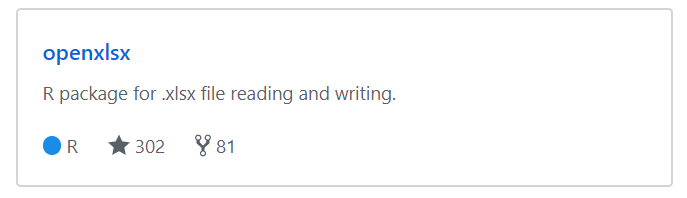 openxlsx
R package for .xlsx file reading and writing.
R 302 81